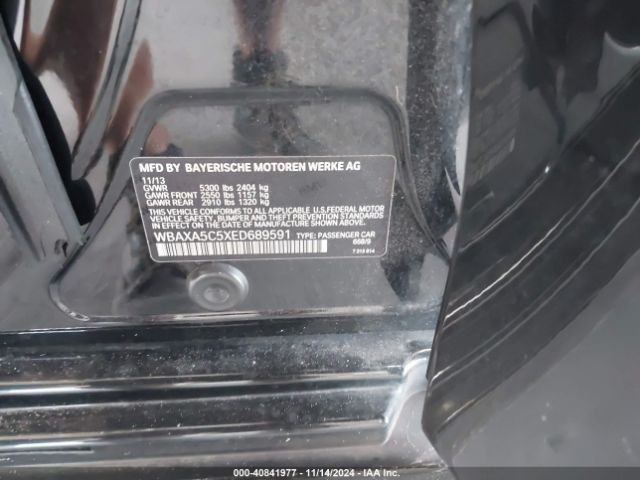 MFD BY BAYERISCHE MOTOREN WERKE AG
11/13
GVWR 5300 lbs 2404 kg
GAWR FRONT 2550 lbs 1157 kg
GAWR REAR 2910 lbs 1320 kg
THIS VEHICLE CONFORMS TO ALL APPLICABLE U.S.FEDERAL MOTOR
VEHICLE SAFETY, BUMPER AND THEFT PREVENTION STANDARDS
IN EFFECT ON THE DATE OF MANUFACTURE SHOWN ABOVE.
WBAXA5C5XED689591 TYPE: PASSENGER CAR
668/9
000-40841977 - 11/14/2024 - IAA Inc.